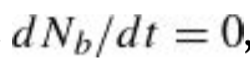 dN_b/dt = 0,